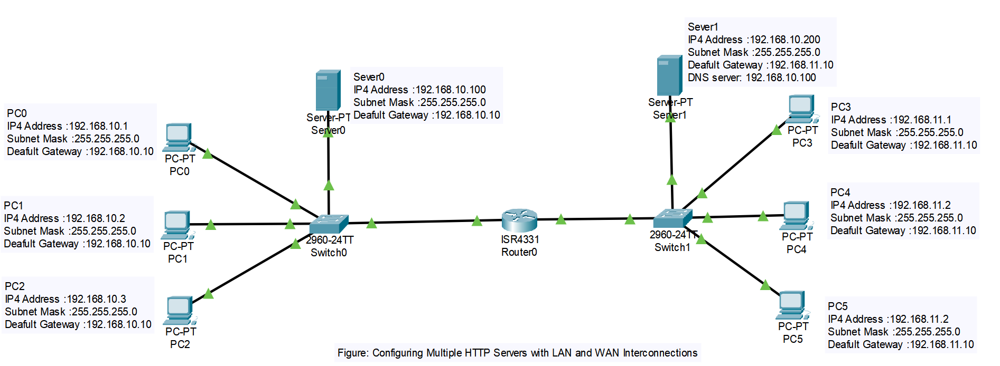 Sever1
IP4 Address :192.168.10.200
Subnet Mask :255.255.255.0
Deafult Gateway :192.168.11.10
DNS server: 192.168.10.100
Server-PT
Server1
Sever0
IP4 Address :192.168.10.100
Subnet Mask :255.255.255.0
Deafult Gateway :192.168.10.10
Server-PT
Server0
PC0
IP4 Address :192.168.10.1
Subnet Mask :255.255.255.0
Deafult Gateway :192.168.10.10
PC-PT
PC0
PC3
IP4 Address :192.168.11.1
Subnet Mask :255.255.255.0
Deafult Gateway :192.168.11.10
PC-PT
PC3
PC1
IP4 Address :192.168.10.2
Subnet Mask :255.255.255.0
Deafult Gateway :192.168.10.10
PC-PT
PC1
2960-24TT
Switch0
ISR4331
Router0
2960-24TT
Switch1
PC4
IP4 Address :192.168.11.2
Subnet Mask :255.255.255.0
Deafult Gateway :192.168.11.10
PC-PT
PC4
PC2
IP4 Address :192.168.10.3
Subnet Mask :255.255.255.0
Deafult Gateway :192.168.10.10
PC-PT
PC2
PC5
IP4 Address :192.168.11.2
Subnet Mask :255.255.255.0
Deafult Gateway :192.168.11.10
PC-PT
PC5
Figure: Configuring Multiple HTTP Servers with LAN and WAN Interconnections